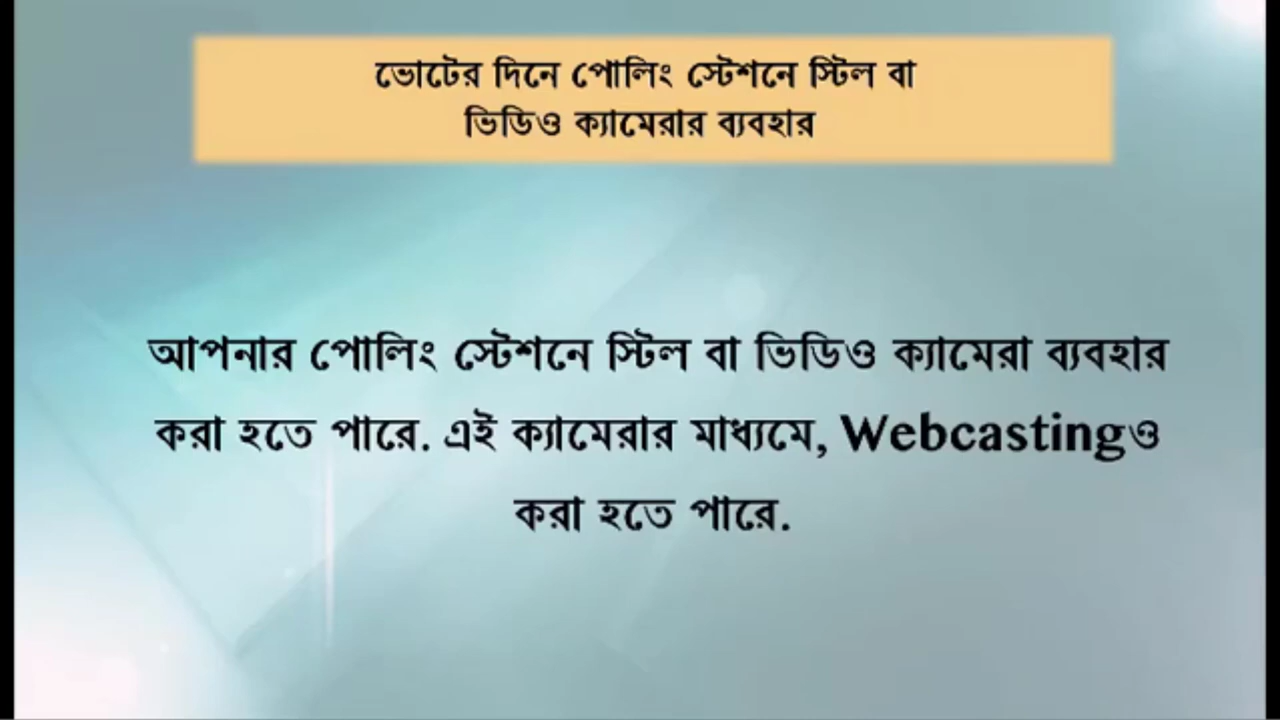 ভোটের দিনে পোলিং স্টেশনে স্টিল বা
ভিডিও ক্যামেরার ব্যবহার
আপনার পোলিং স্টেশনে স্টিল বা ভিডিও ক্যামেরা ব্যবহার
করা হতে পারে. এই ক্যামেরার মাধ্যমে, Webcastingও
করা হতে পারে.